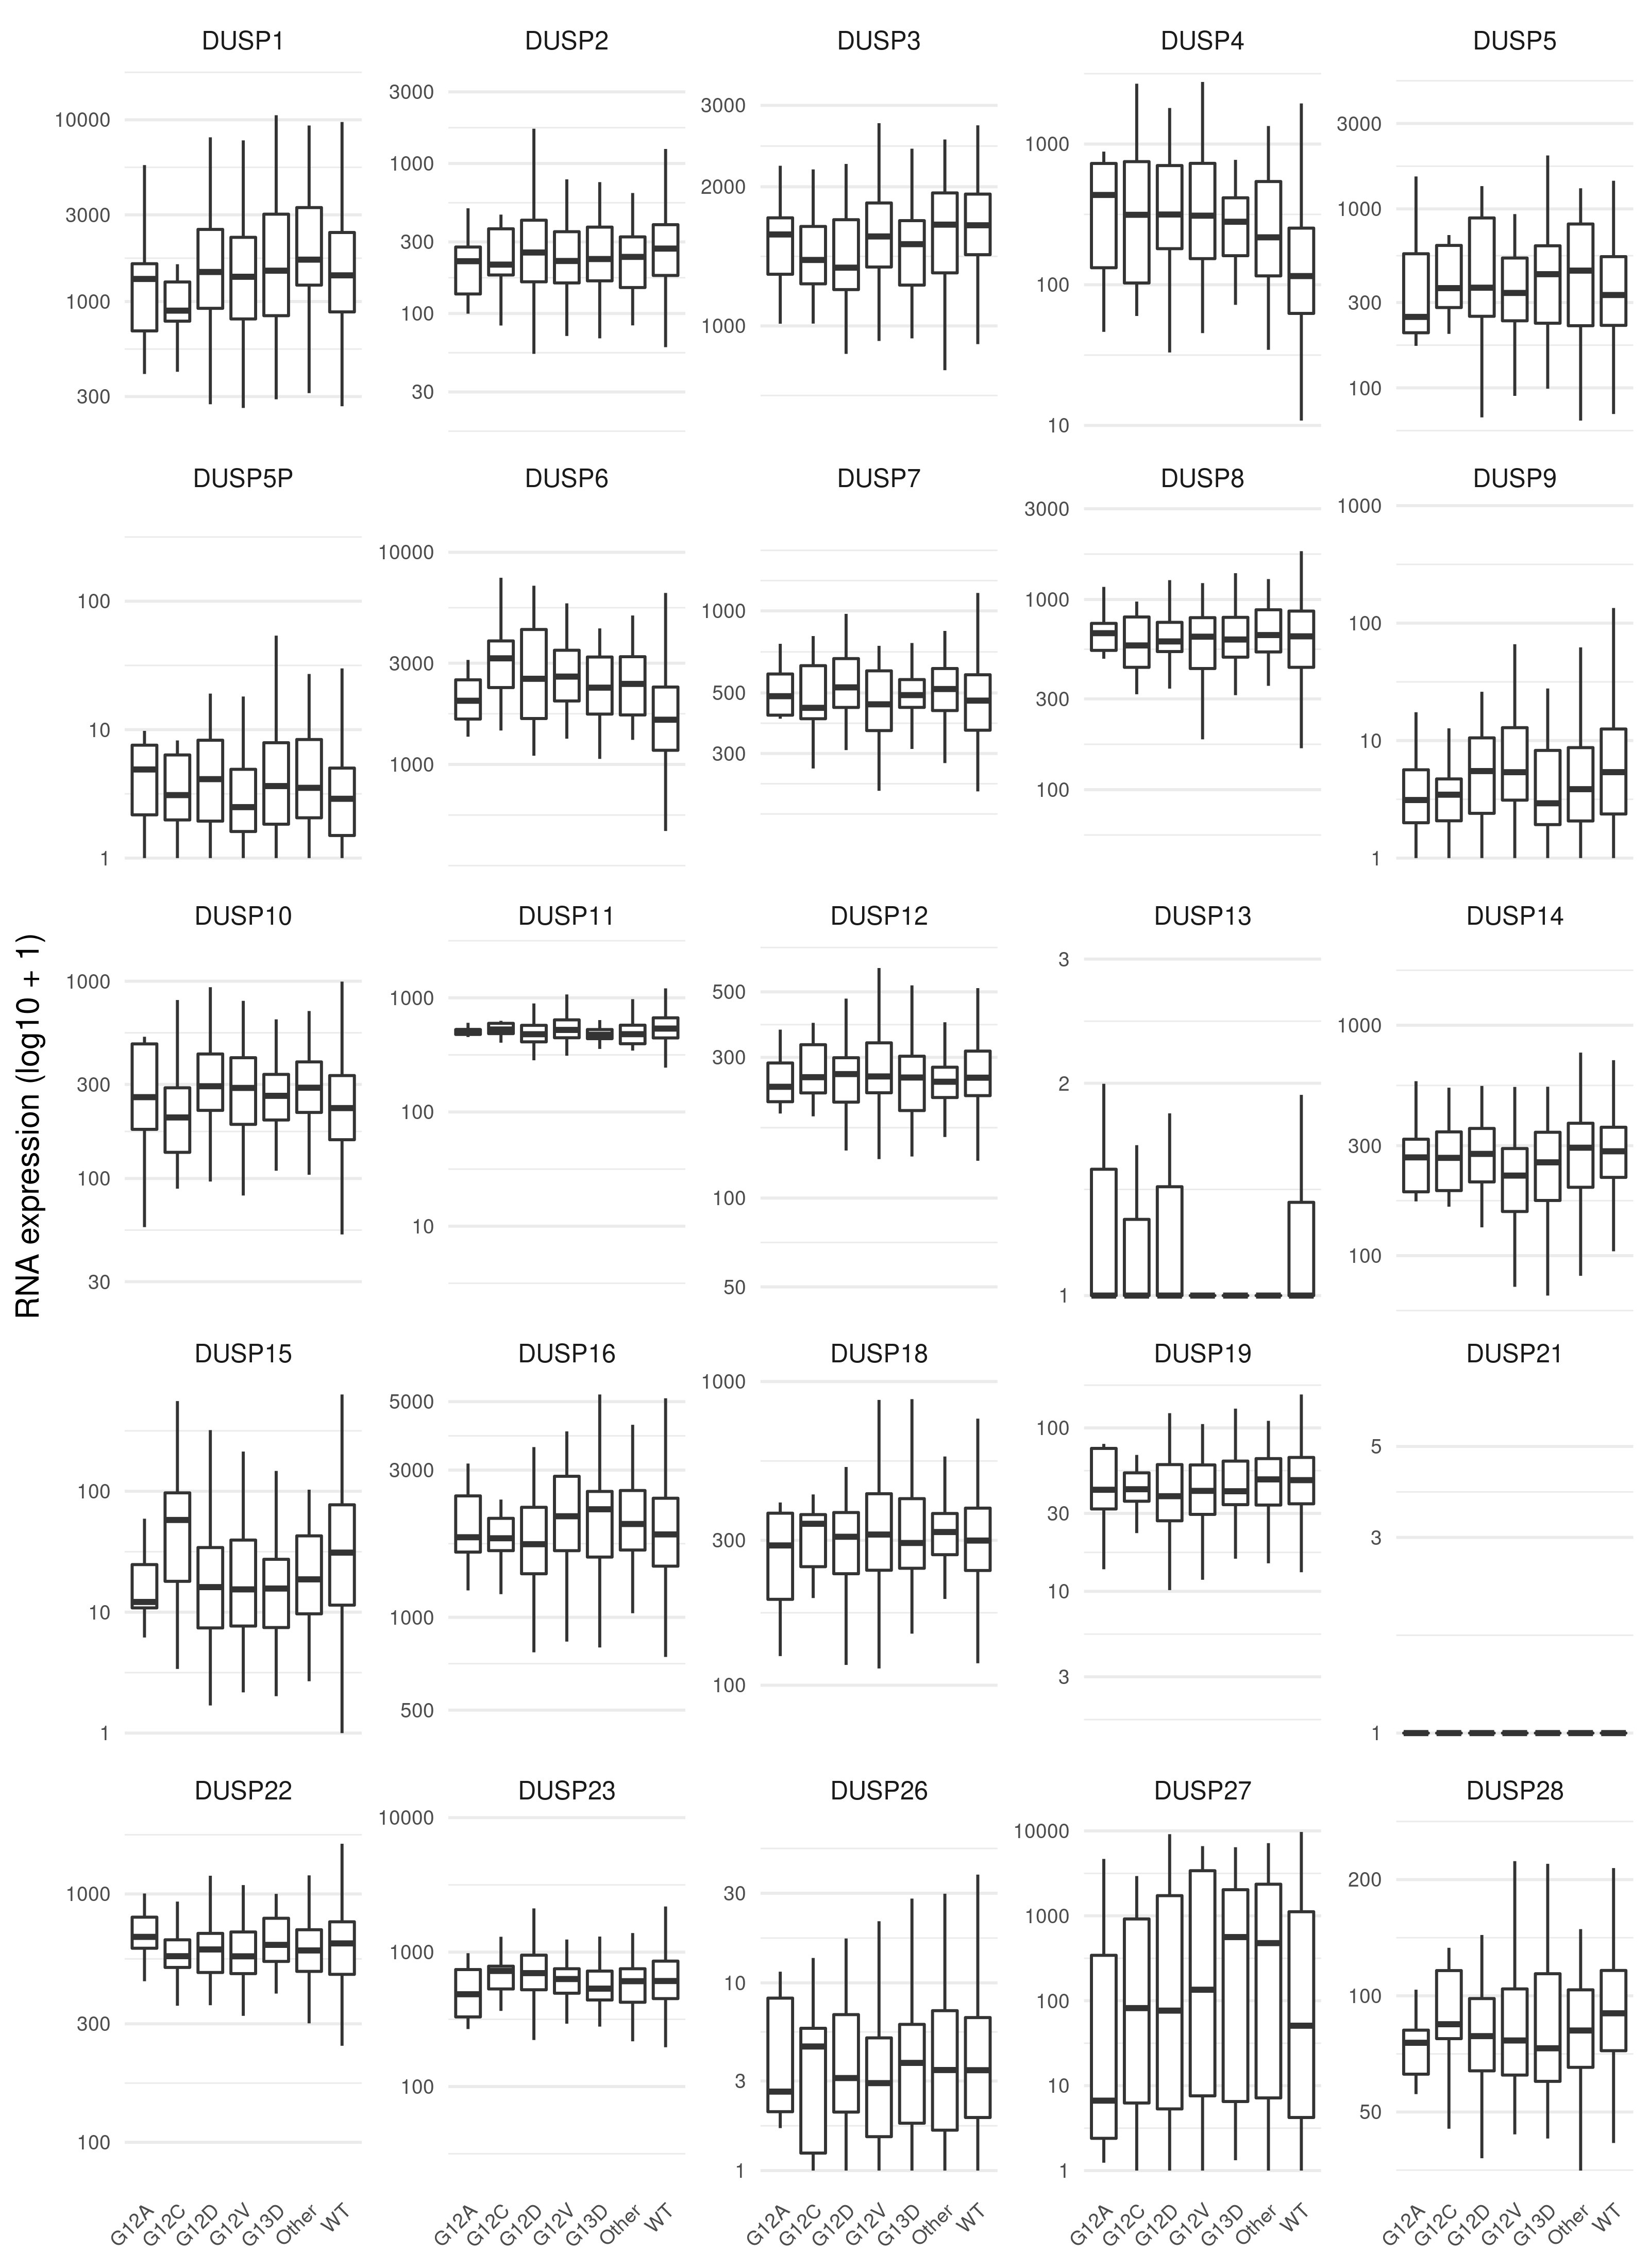 DUSP1 DUSP2 DUSP3 DUSP4 DUSP5
10000 3000 1000 300
3000 1000 300 100 30
3000 2000 1000
1000 100 10
3000 1000 300 100
DUSP5P DUSP6 DUSP7 DUSP8 DUSP9
100 10 1
10000 3000 1000
1000 500 300
3000 1000 300 100
1000 100 10 1
RNA expression (log10 + 1)
DUSP10 DUSP11 DUSP12 DUSP13 DUSP14
1000 300 100 30
1000 100 10
500 300 100 50
3 2 1
1000 300 100
DUSP15 DUSP16 DUSP18 DUSP19 DUSP21
100 10 1
5000 3000 1000 500
1000 300 100
100 30 10 3
5 3 1
DUSP22 DUSP23 DUSP26 DUSP27 DUSP28
1000 300 100
10000 1000 100
30 10 3 1
10000 1000 100 10 1
200 100 50
G12A G12C G12D G12V G13D Other WT
G12A G12C G12D G12V G13D Other WT
G12A G12C G12D G12V G13D Other WT
G12A G12C G12D G12V G13D Other WT
G12A G12C G12D G12V G13D Other WT